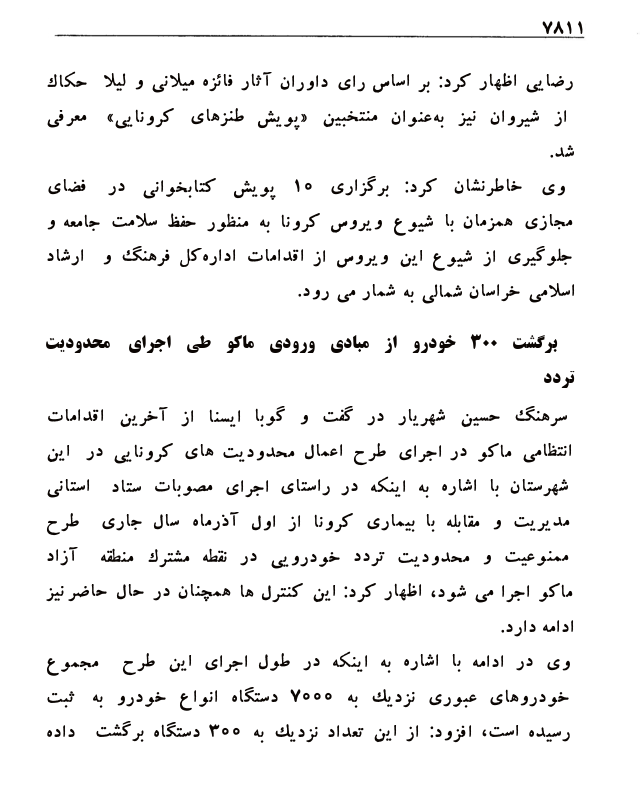 ۷۸۱۱
رضایی اظهار کرد: بر اساس رای داوران آثار فائزه میلانی و لیلا حکاك
از شیروان نیز به‌عنوان منتخبین «پویش طنزهای کرونایی» معرفی
شد.
وی خاطرنشان کرد: برگزاری ۱۰ پویش کتابخوانی در فضای
مجازی همزمان با شیوع ویروس کرونا به منظور حفظ سلامت جامعه و
جلوگیری از شیوع این ویروس از اقدامات اداره‌کل فرهنگ و ارشاد
اسلامی خراسان شمالی به شمار می رود.
برگشت ۳۰۰ خودرو از مبادی ورودی ماکو طی اجرای محدودیت
تردد
سرهنگ حسین شهریار در گفت و گوبا ایسنا از آخرین اقدامات
انتظامی ماکو در اجرای طرح اعمال محدودیت های کرونایی در این
شهرستان با اشاره به اینکه در راستای اجرای مصوبات ستاد استانی
مدیریت و مقابله با بیماری کرونا از اول آذرماه سال جاری طرح
ممنوعیت و محدودیت تردد خودرویی در نقطه مشترك منطقه آزاد
ماکو اجرا می شود، اظهار کرد: این کنترل ها همچنان در حال حاضرنیز
ادامه دارد.
وی در ادامه با اشاره به اینکه در طول اجرای این طرح مجموع
خودروهای عبوری نزدیك به ۷۰۰۰ دستگاه انواع خودرو به ثبت
رسیده است، افزود: از این تعداد نزدیك به ۳۰۰ دستگاه برگشت داده